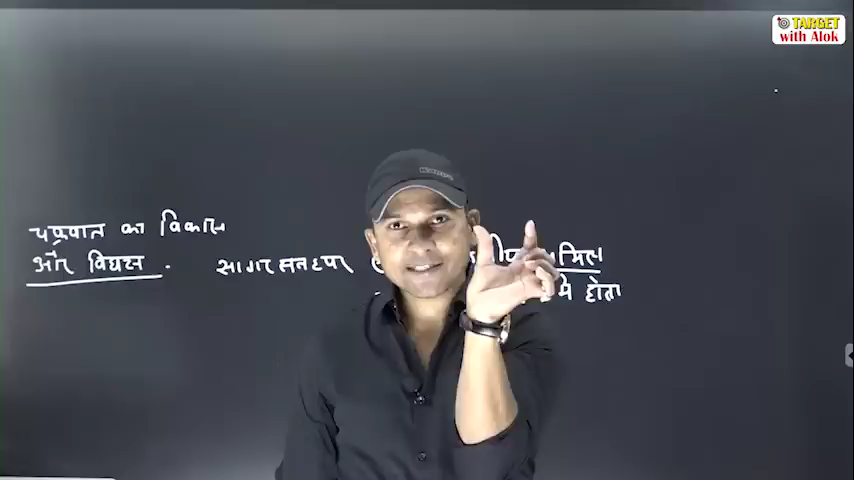 TARGET
with Alok
चक्रवात का विकास
और विघटन .
सागर सतह पर
में होता